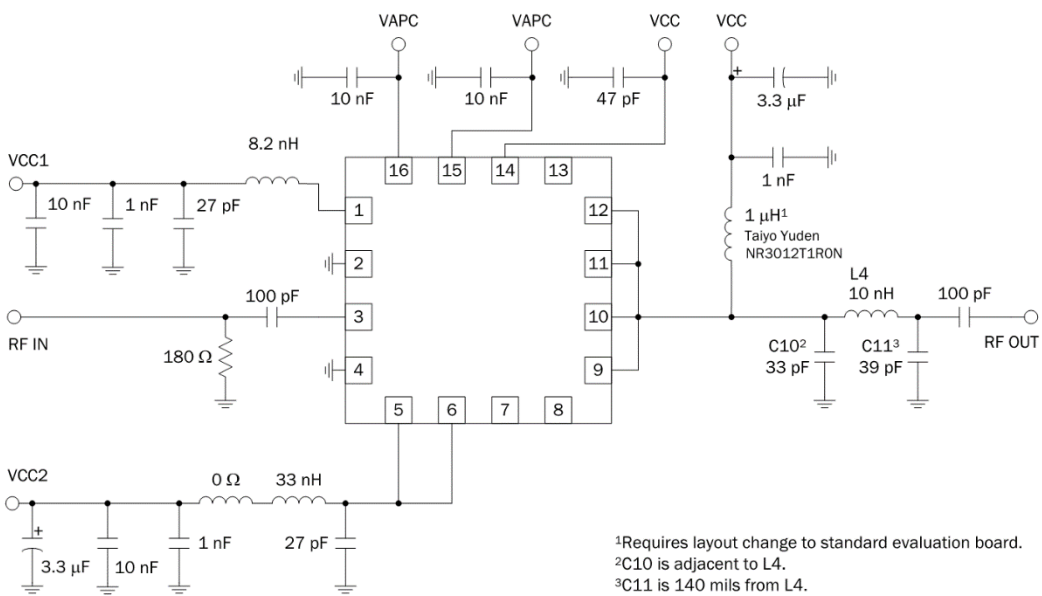 VAPC VAPC VCC VCC
10 nF 10 nF 47 pF 3.3 µF
8.2 nH
VCC1
16 15 14 13
1 nF
10 nF 1 nF 27 pF
1 12
1 µH¹
Taiyo Yuden
NR3012T1R0N
2 11
L4
10 nH
100 pF 100 pF
3 10
RF IN RF OUT
180 Ω
C10² C11³
33 pF 39 pF
4 9
5 6 7 8
VCC2
0 Ω 33 nH
3.3 µF 10 nF 1 nF 27 pF
+
+
¹Requires layout change to standard evaluation board.
²C10 is adjacent to L4.
³C11 is 140 mils from L4.